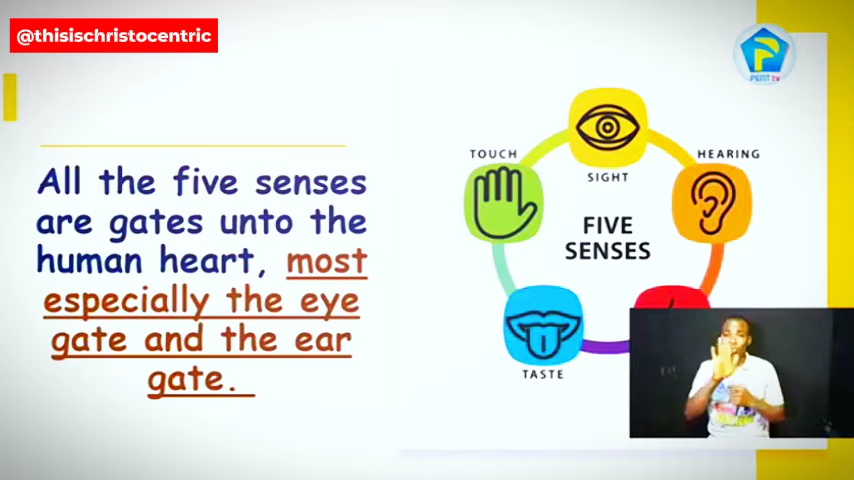 @thisischristocentric
PENT tv
All the five senses
are gates unto the
human heart, most
especially the eye
gate and the ear
gate.
TOUCH
HEARING
SIGHT
FIVE
SENSES
TASTE